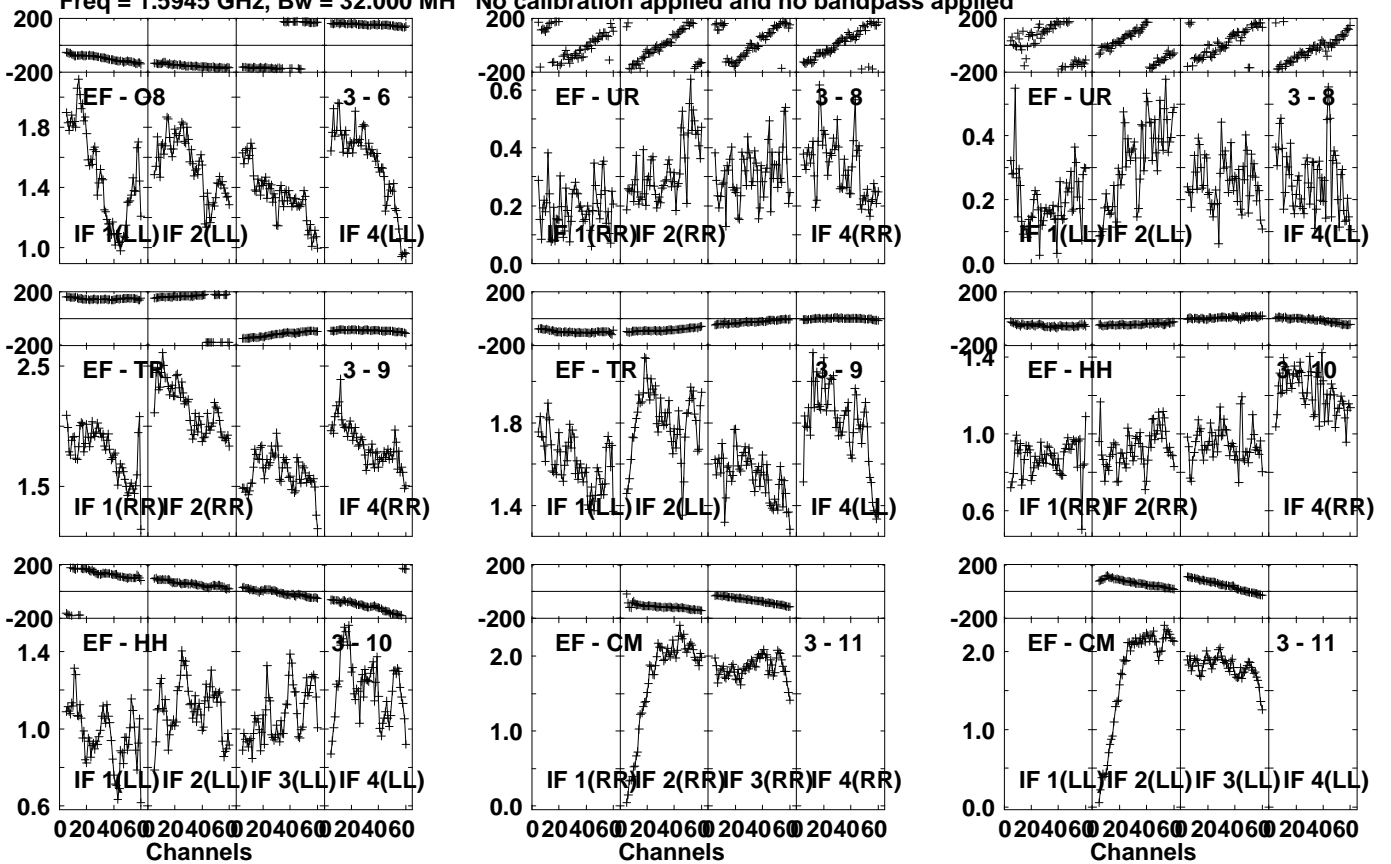 Freq = 1.5945 GHz, Bw = 32.000 MH No calibration applied and no bandpass applied
200 200 200
-200 -200 -200
EF - O8 3 - 6 EF - UR 3 - 8 EF - UR 3 - 8
1.8 0.6 0.4
1.4 0.4 0.2
1.0 0.2 0.0
0.0
IF 1(LL) IF 2(LL) IF 4(LL) IF 1(RR) IF 2(RR) IF 4(RR) IF 1(LL) IF 2(LL) IF 4(LL)
200 200 200
-200 -200 -200
EF - TR 3 - 9 EF - TR 3 - 9 EF - HH 3 - 10
2.5 1.8 1.4
1.5 1.4 1.0
0.6
IF 1(RR) IF 2(RR) IF 4(RR) IF 1(LL) IF 2(LL) IF 4(LL) IF 1(RR) IF 2(RR) IF 4(RR)
200 200 200
-200 -200 -200
EF - HH 3 - 10 EF - CM 3 - 11 EF - CM 3 - 11
1.4 2.0 2.0
1.0 1.0 1.0
0.6 0.0 0.0
IF 1(LL) IF 2(LL) IF 3(LL) IF 4(LL) IF 1(RR) IF 2(RR) IF 3(RR) IF 4(RR) IF 1(LL) IF 2(LL) IF 3(LL) IF 4(LL)
0 20 40 60 0 20 40 60 0 20 40 60 0 20 40 60 0 20 40 60 0 20 40 60 0 20 40 60 0 20 40 60 0 20 40 60 0 20 40 60 0 20 40 60 0 20 40 60
Channels Channels Channels